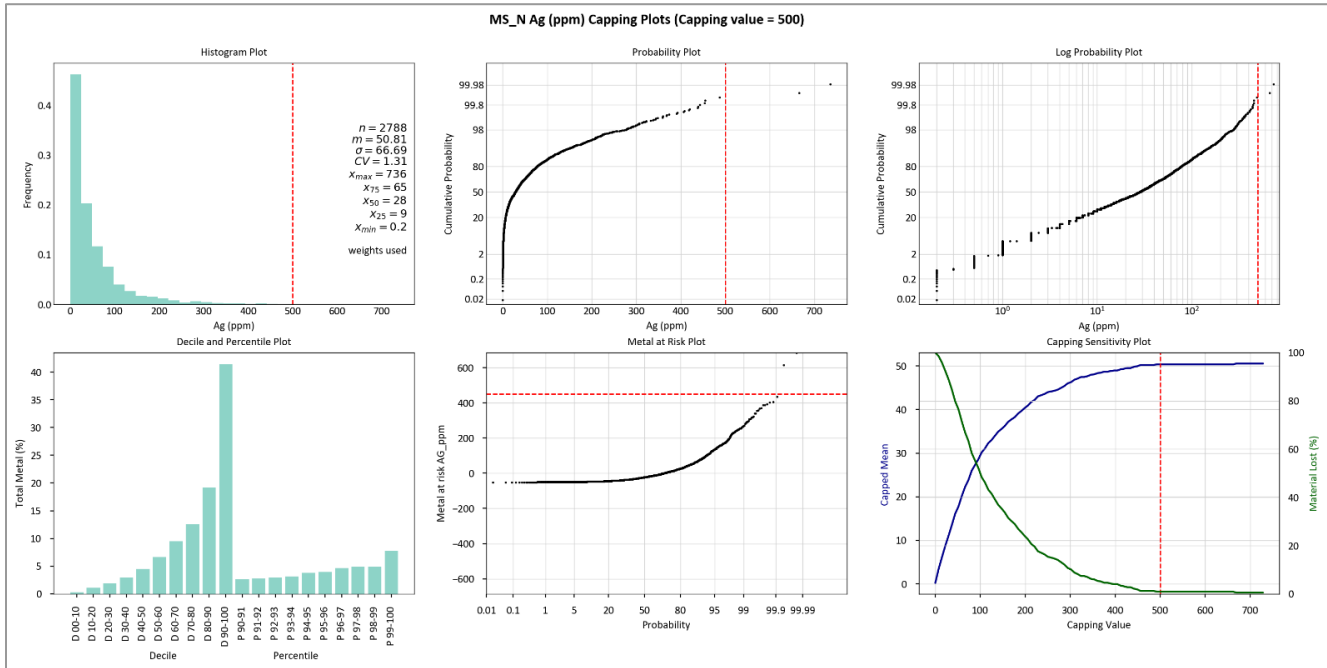 MS_N Ag (ppm) Capping Plots (Capping value = 500)
Histogram Plot
Frequency
0.4
0.3
0.2
0.1
0.0
n = 2788
m = 50.81
σ = 66.69
CV = 1.31
x_max = 736
x_75 = 65
x_50 = 28
x_25 = 9
x_min = 0.2
weights used
0 100 200 300 400 500 600 700
Ag (ppm)
Probability Plot
Cumulative Probability
99.98
99.8
98
80
50
20
2
0.2
0.02
0 100 200 300 400 500 600 700
Ag (ppm)
Log Probability Plot
Cumulative Probability
99.98
99.8
98
80
50
20
2
0.2
0.02
10⁰ 10¹ 10²
Ag (ppm)
Decile and Percentile Plot
Total Metal (%)
40
35
30
25
20
15
10
5
0
D 00-10
D 10-20
D 20-30
D 30-40
D 40-50
D 50-60
D 60-70
D 70-80
D 80-90
D 90-100
P 90-91
P 91-92
P 92-93
P 93-94
P 94-95
P 95-96
P 96-97
P 97-98
P 98-99
P 99-100
Decile Percentile
Metal at Risk Plot
Metal at risk AG_ppm
600
400
200
0
−200
−400
−600
0.01 0.1 1 5 20 50 80 95 99 99.9 99.99
Probability
Capping Sensitivity Plot
Capped Mean
50
40
30
20
10
0
100
80
60
40
20
0
Material Lost (%)
0 100 200 300 400 500 600 700
Capping Value